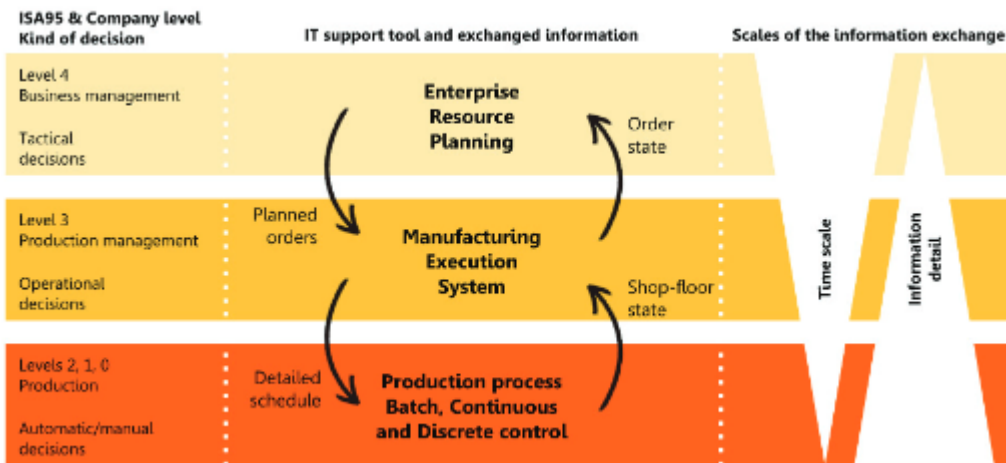 ISA95 & Company level
Kind of decision
IT support tool and exchanged information
Scales of the information exchange
Level 4
Business management
Tactical
decisions
Enterprise
Resource
Planning
Order
state
Level 3
Production management
Operational
decisions
Planned
orders
Manufacturing
Execution
System
Shop-floor
state
Time scale
Information
detail
Levels 2, 1, 0
Production
Automatic/manual
decisions
Detailed
schedule
Production process
Batch, Continuous
and Discrete control